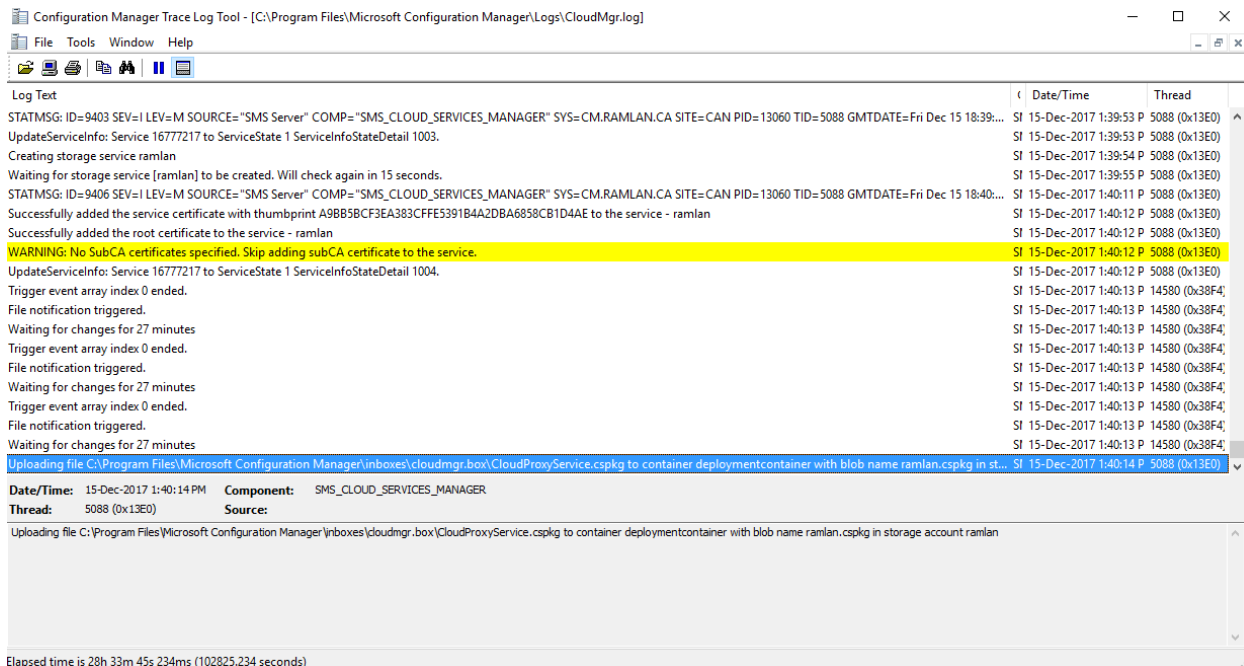 Configuration Manager Trace Log Tool - [C:\Program Files\Microsoft Configuration Manager\Logs\CloudMgr.log]
File Tools Window Help
Log Text ( Date/Time Thread
STATMSG: ID=9403 SEV=I LEV=M SOURCE="SMS Server" COMP="SMS_CLOUD_SERVICES_MANAGER" SYS=CM.RAMLAN.CA SITE=CAN PID=13060 TID=5088 GMTDATE=Fri Dec 15 18:39:... SI 15-Dec-2017 1:39:53 P 5088 (0x13E0)
UpdateServiceInfo: Service 16777217 to ServiceState 1 ServiceInfoStateDetail 1003. SI 15-Dec-2017 1:39:53 P 5088 (0x13E0)
Creating storage service ramlan SI 15-Dec-2017 1:39:54 P 5088 (0x13E0)
Waiting for storage service [ramlan] to be created. Will check again in 15 seconds. SI 15-Dec-2017 1:39:55 P 5088 (0x13E0)
STATMSG: ID=9406 SEV=I LEV=M SOURCE="SMS Server" COMP="SMS_CLOUD_SERVICES_MANAGER" SYS=CM.RAMLAN.CA SITE=CAN PID=13060 TID=5088 GMTDATE=Fri Dec 15 18:40:... SI 15-Dec-2017 1:40:11 P 5088 (0x13E0)
Successfully added the service certificate with thumbprint A9BB5BCF3EA383CFFE5391B4A2DBA6858CB1D4AE to the service - ramlan SI 15-Dec-2017 1:40:12 P 5088 (0x13E0)
Successfully added the root certificate to the service - ramlan SI 15-Dec-2017 1:40:12 P 5088 (0x13E0)
WARNING: No SubCA certificates specified. Skip adding subCA certificate to the service. SI 15-Dec-2017 1:40:12 P 5088 (0x13E0)
UpdateServiceInfo: Service 16777217 to ServiceState 1 ServiceInfoStateDetail 1004. SI 15-Dec-2017 1:40:12 P 5088 (0x13E0)
Trigger event array index 0 ended. SI 15-Dec-2017 1:40:13 P 14580 (0x38F4)
File notification triggered. SI 15-Dec-2017 1:40:13 P 14580 (0x38F4)
Waiting for changes for 27 minutes SI 15-Dec-2017 1:40:13 P 14580 (0x38F4)
Trigger event array index 0 ended. SI 15-Dec-2017 1:40:13 P 14580 (0x38F4)
File notification triggered. SI 15-Dec-2017 1:40:13 P 14580 (0x38F4)
Waiting for changes for 27 minutes SI 15-Dec-2017 1:40:13 P 14580 (0x38F4)
Trigger event array index 0 ended. SI 15-Dec-2017 1:40:13 P 14580 (0x38F4)
File notification triggered. SI 15-Dec-2017 1:40:13 P 14580 (0x38F4)
Waiting for changes for 27 minutes SI 15-Dec-2017 1:40:13 P 14580 (0x38F4)
Uploading file C:\Program Files\Microsoft Configuration Manager\inboxes\cloudmgr.box\CloudProxyService.cspkg to container deploymentcontainer with blob name ramlan.cspkg in st... SI 15-Dec-2017 1:40:14 P 5088 (0x13E0)
Date/Time: 15-Dec-2017 1:40:14 PM Component: SMS_CLOUD_SERVICES_MANAGER
Thread: 5088 (0x13E0) Source:
Uploading file C:\Program Files\Microsoft Configuration Manager\inboxes\cloudmgr.box\CloudProxyService.cspkg to container deploymentcontainer with blob name ramlan.cspkg in storage account ramlan
Elapsed time is 28h 33m 45s 234ms (102825.234 seconds)